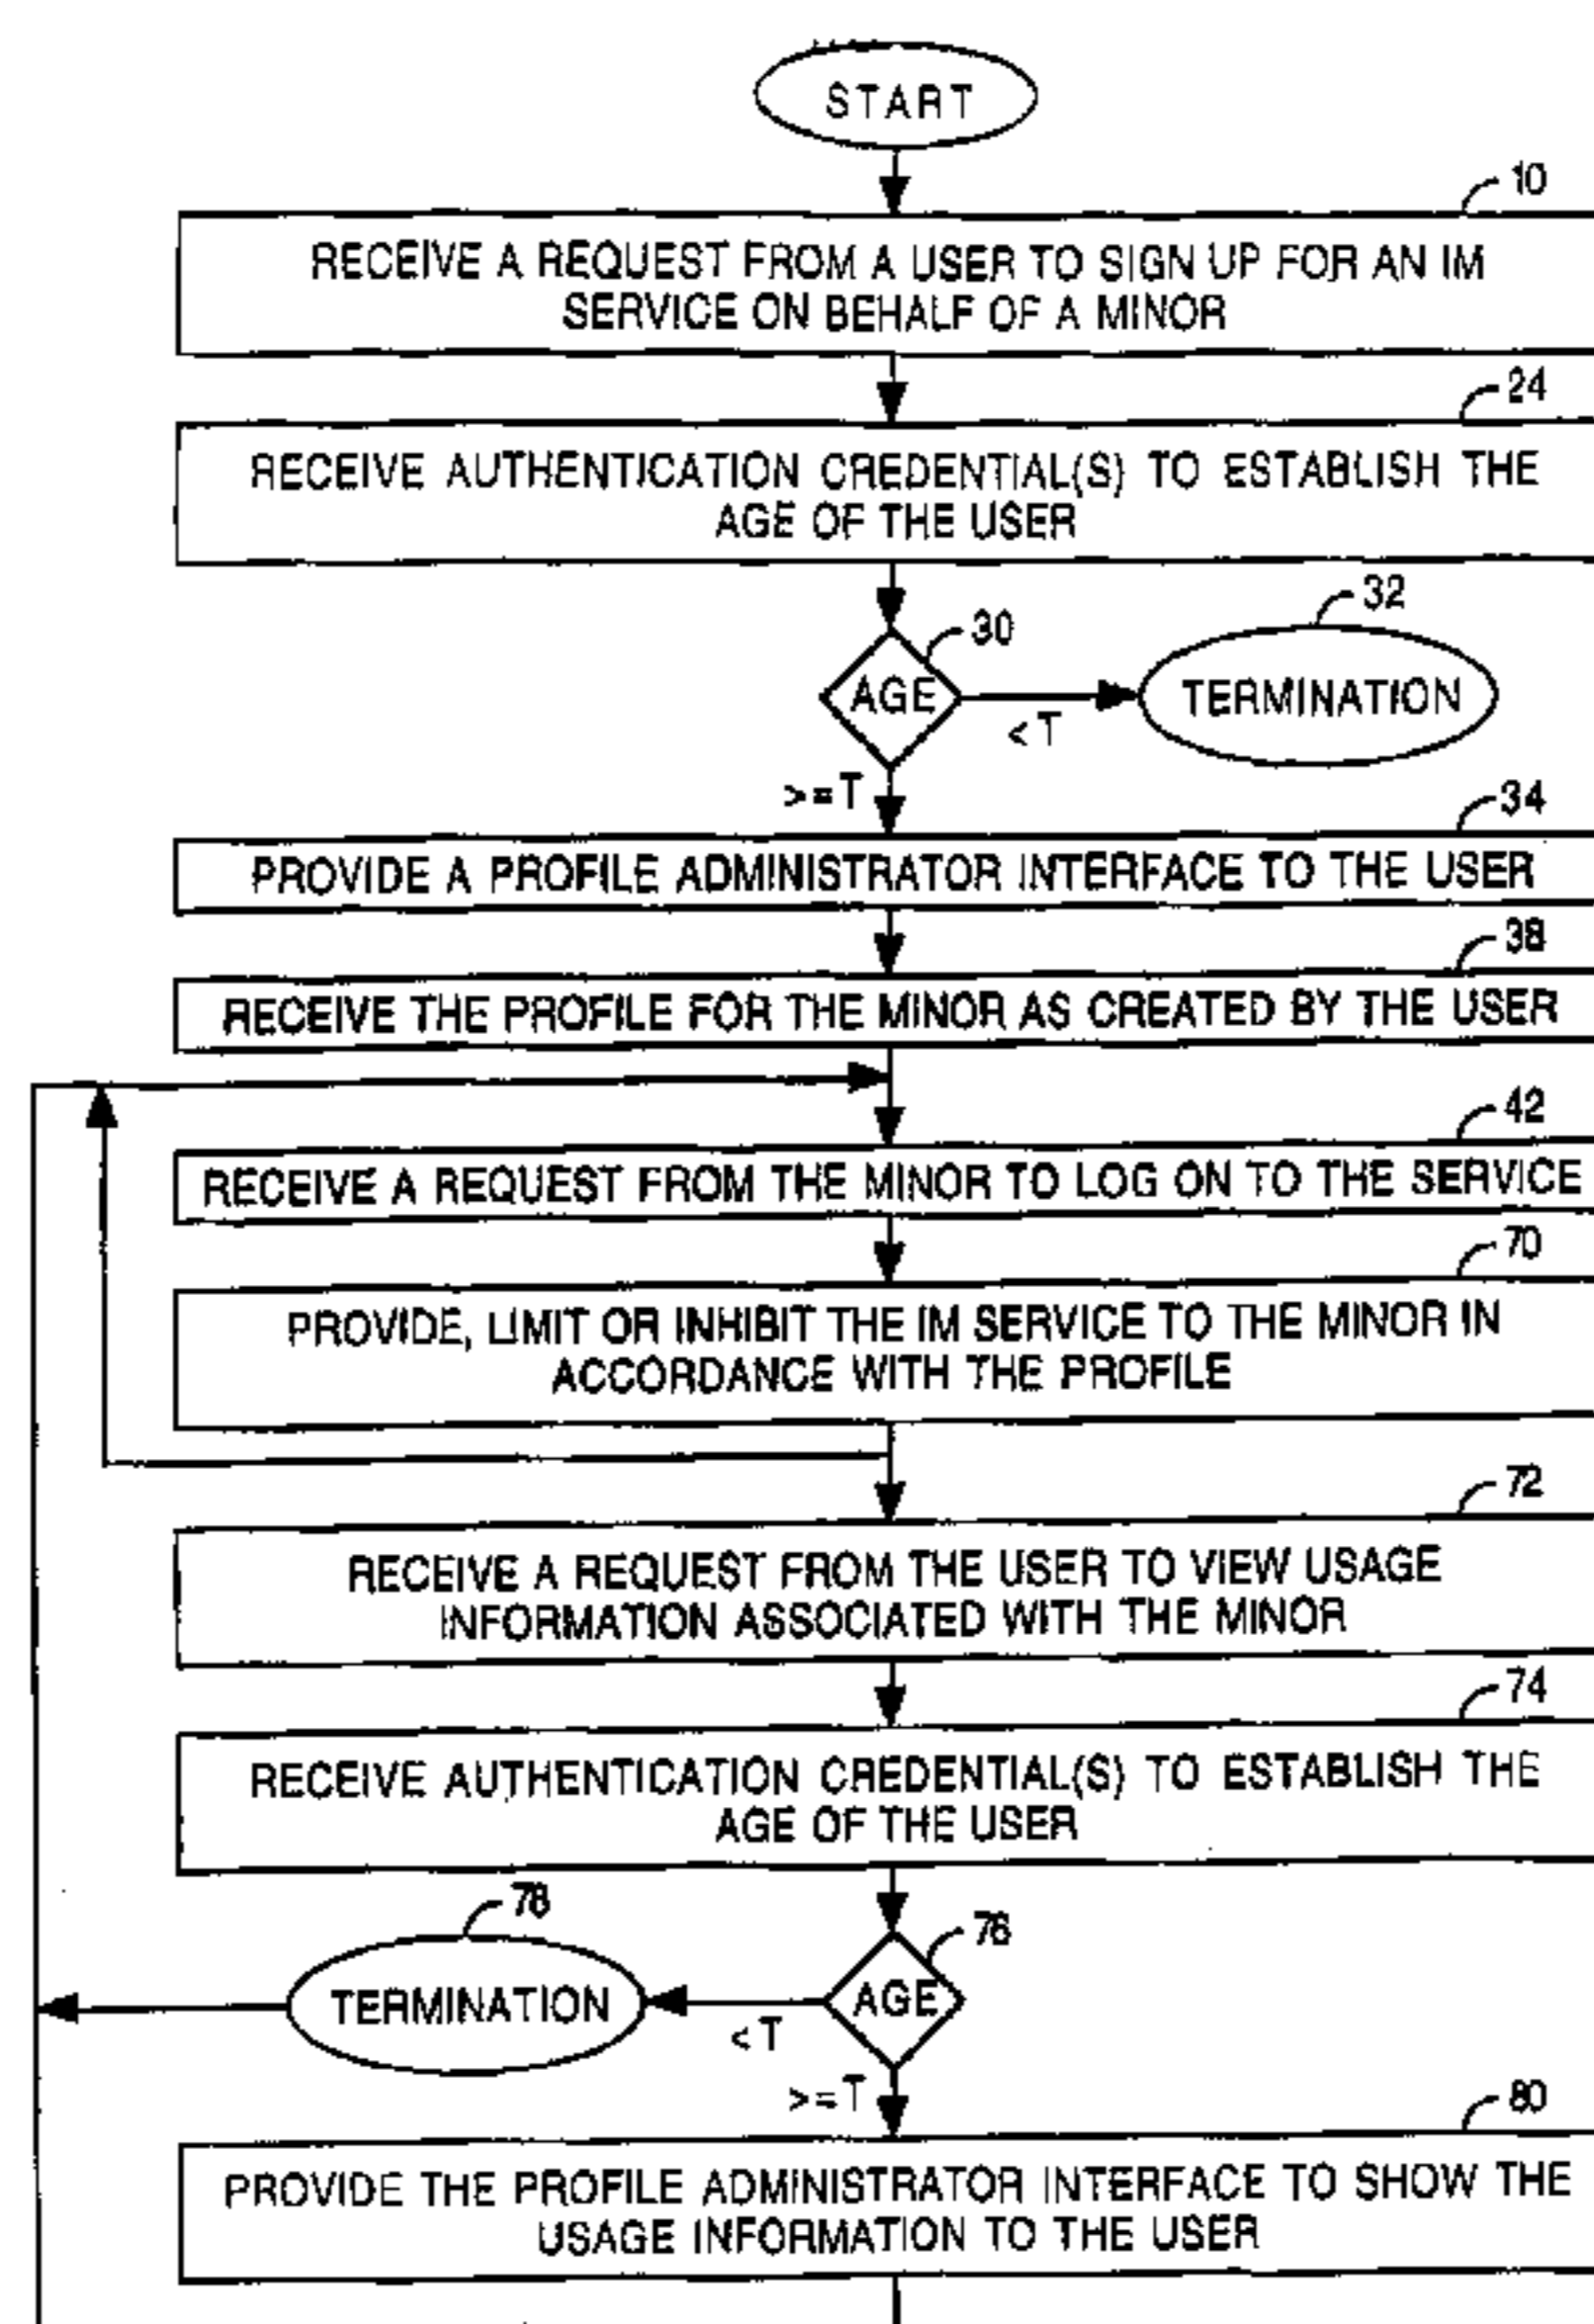 START
10
RECEIVE A REQUEST FROM A USER TO SIGN UP FOR AN IM
SERVICE ON BEHALF OF A MINOR
24
RECEIVE AUTHENTICATION CREDENTIAL(S) TO ESTABLISH THE
AGE OF THE USER
30
32
AGE
TERMINATION
< T
>=T
34
PROVIDE A PROFILE ADMINISTRATOR INTERFACE TO THE USER
38
RECEIVE THE PROFILE FOR THE MINOR AS CREATED BY THE USER
42
RECEIVE A REQUEST FROM THE MINOR TO LOG ON TO THE SERVICE
70
PROVIDE, LIMIT OR INHIBIT THE IM SERVICE TO THE MINOR IN
ACCORDANCE WITH THE PROFILE
72
RECEIVE A REQUEST FROM THE USER TO VIEW USAGE
INFORMATION ASSOCIATED WITH THE MINOR
74
RECEIVE AUTHENTICATION CREDENTIAL(S) TO ESTABLISH THE
AGE OF THE USER
78
76
TERMINATION
AGE
< T
>=T
80
PROVIDE THE PROFILE ADMINISTRATOR INTERFACE TO SHOW THE
USAGE INFORMATION TO THE USER